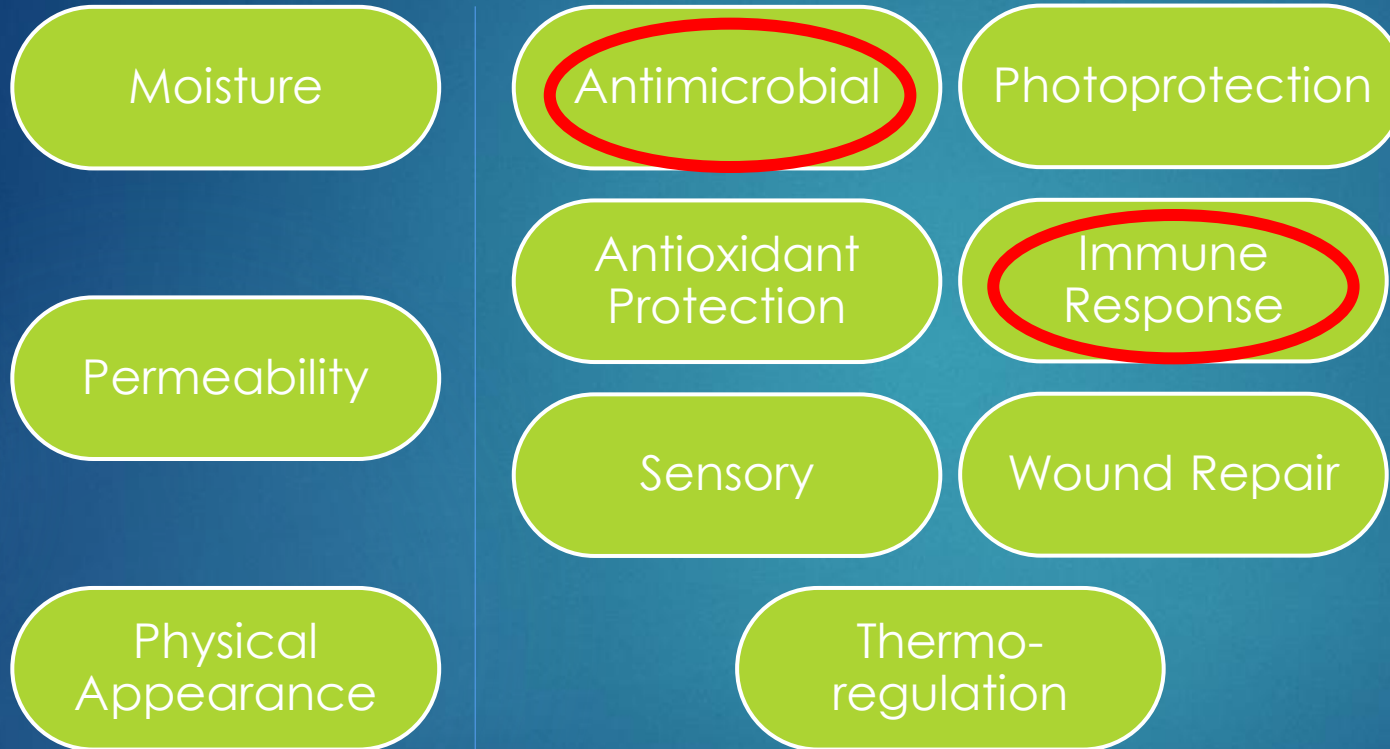 Moisture
Permeability
Physical
Appearance
Antimicrobial
Photoprotection
Antioxidant
Protection
Immune
Response
Sensory
Wound Repair
Thermo-
regulation